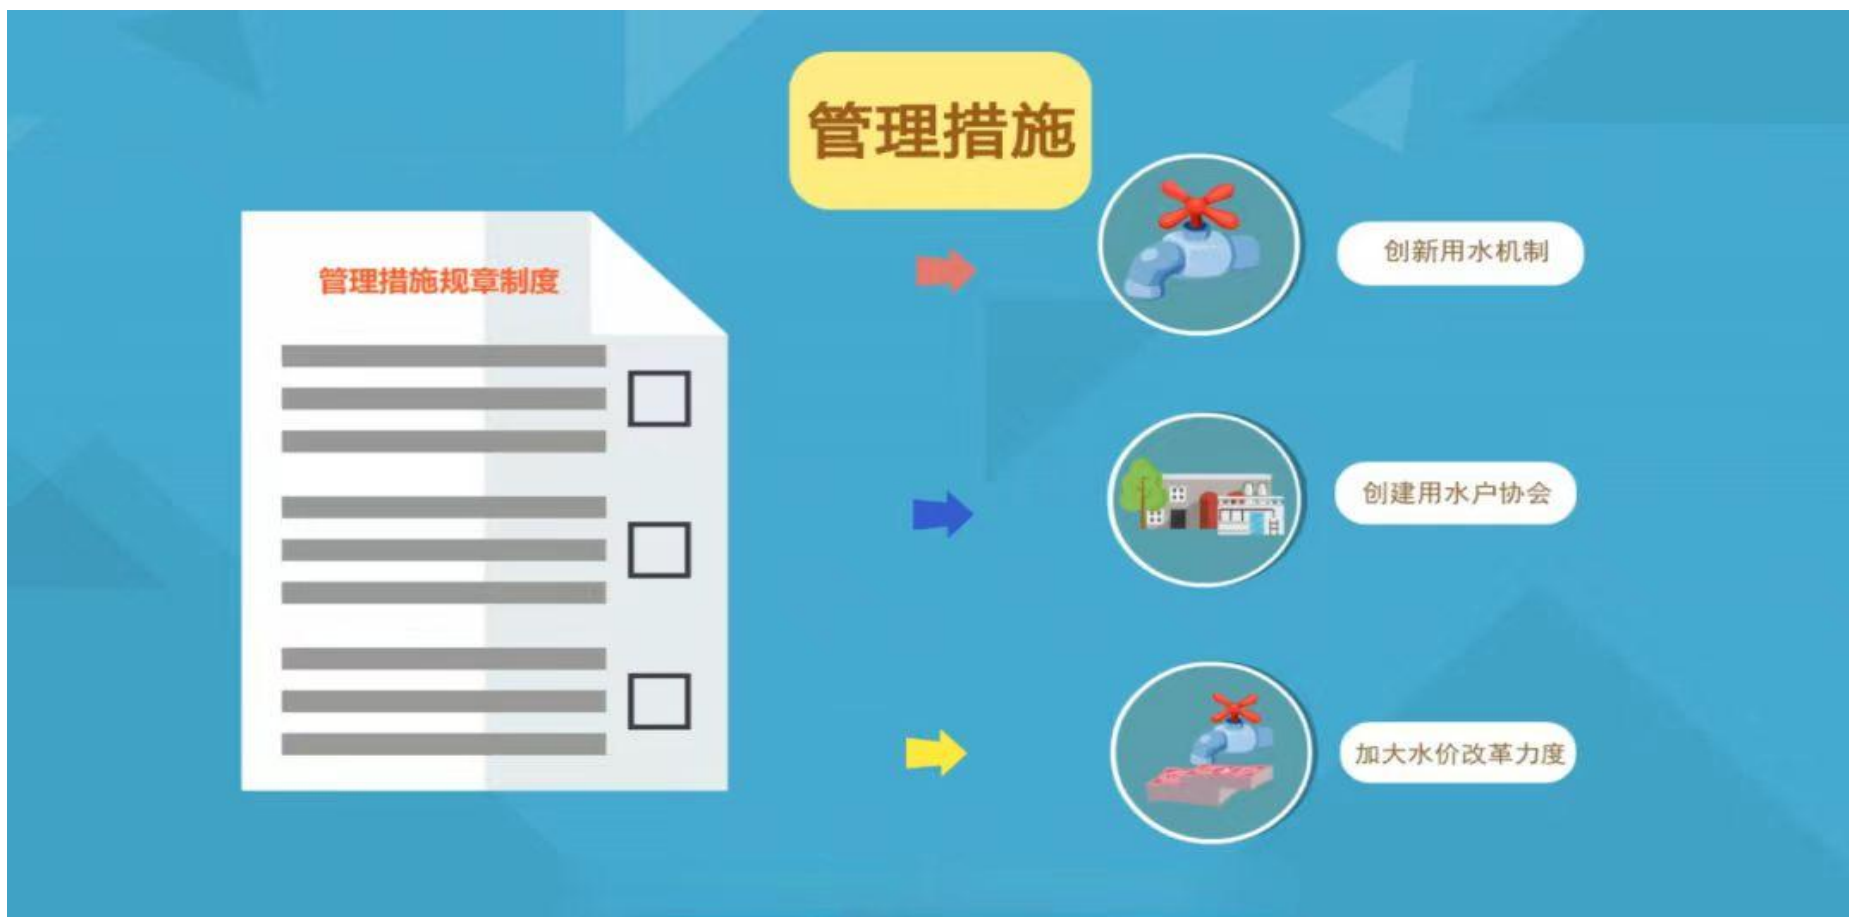 管理措施
管理措施规章制度
创新用水机制
创建用水户协会
加大水价改革力度